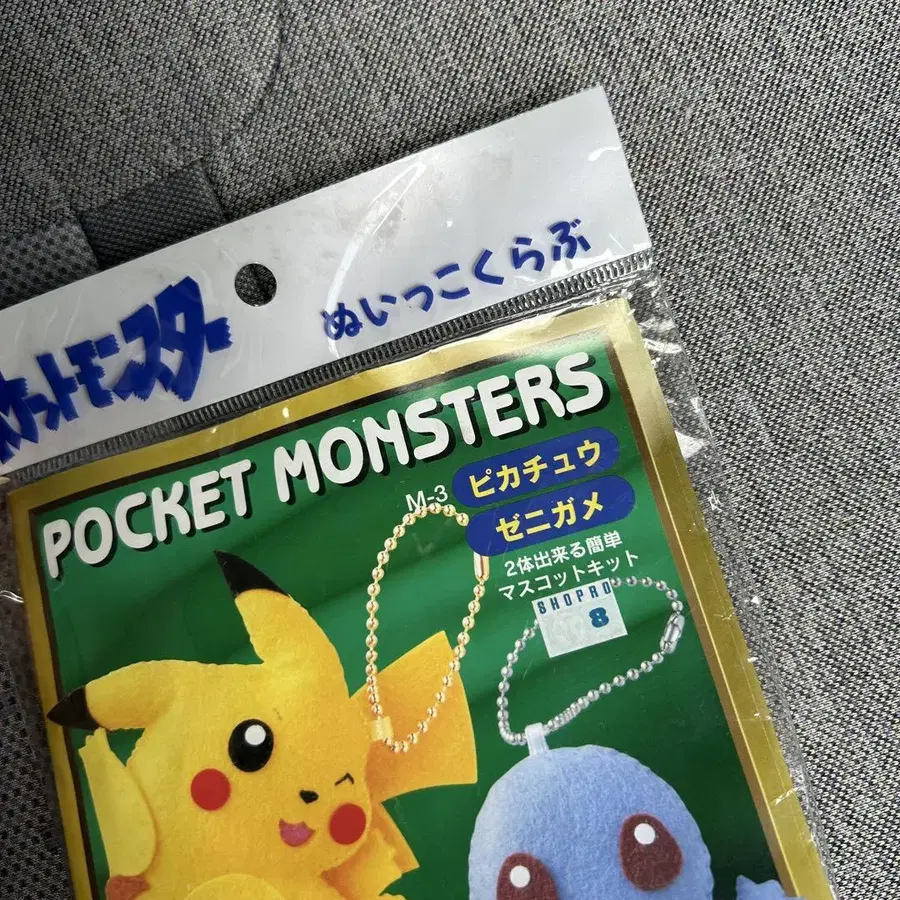 ポケットモンスター
ぬいっこくらぶ
POCKET MONSTERS
M-3
ピカチュウ
ゼニガメ
2体出来る簡単
マスコットキット
SHOPRO
8